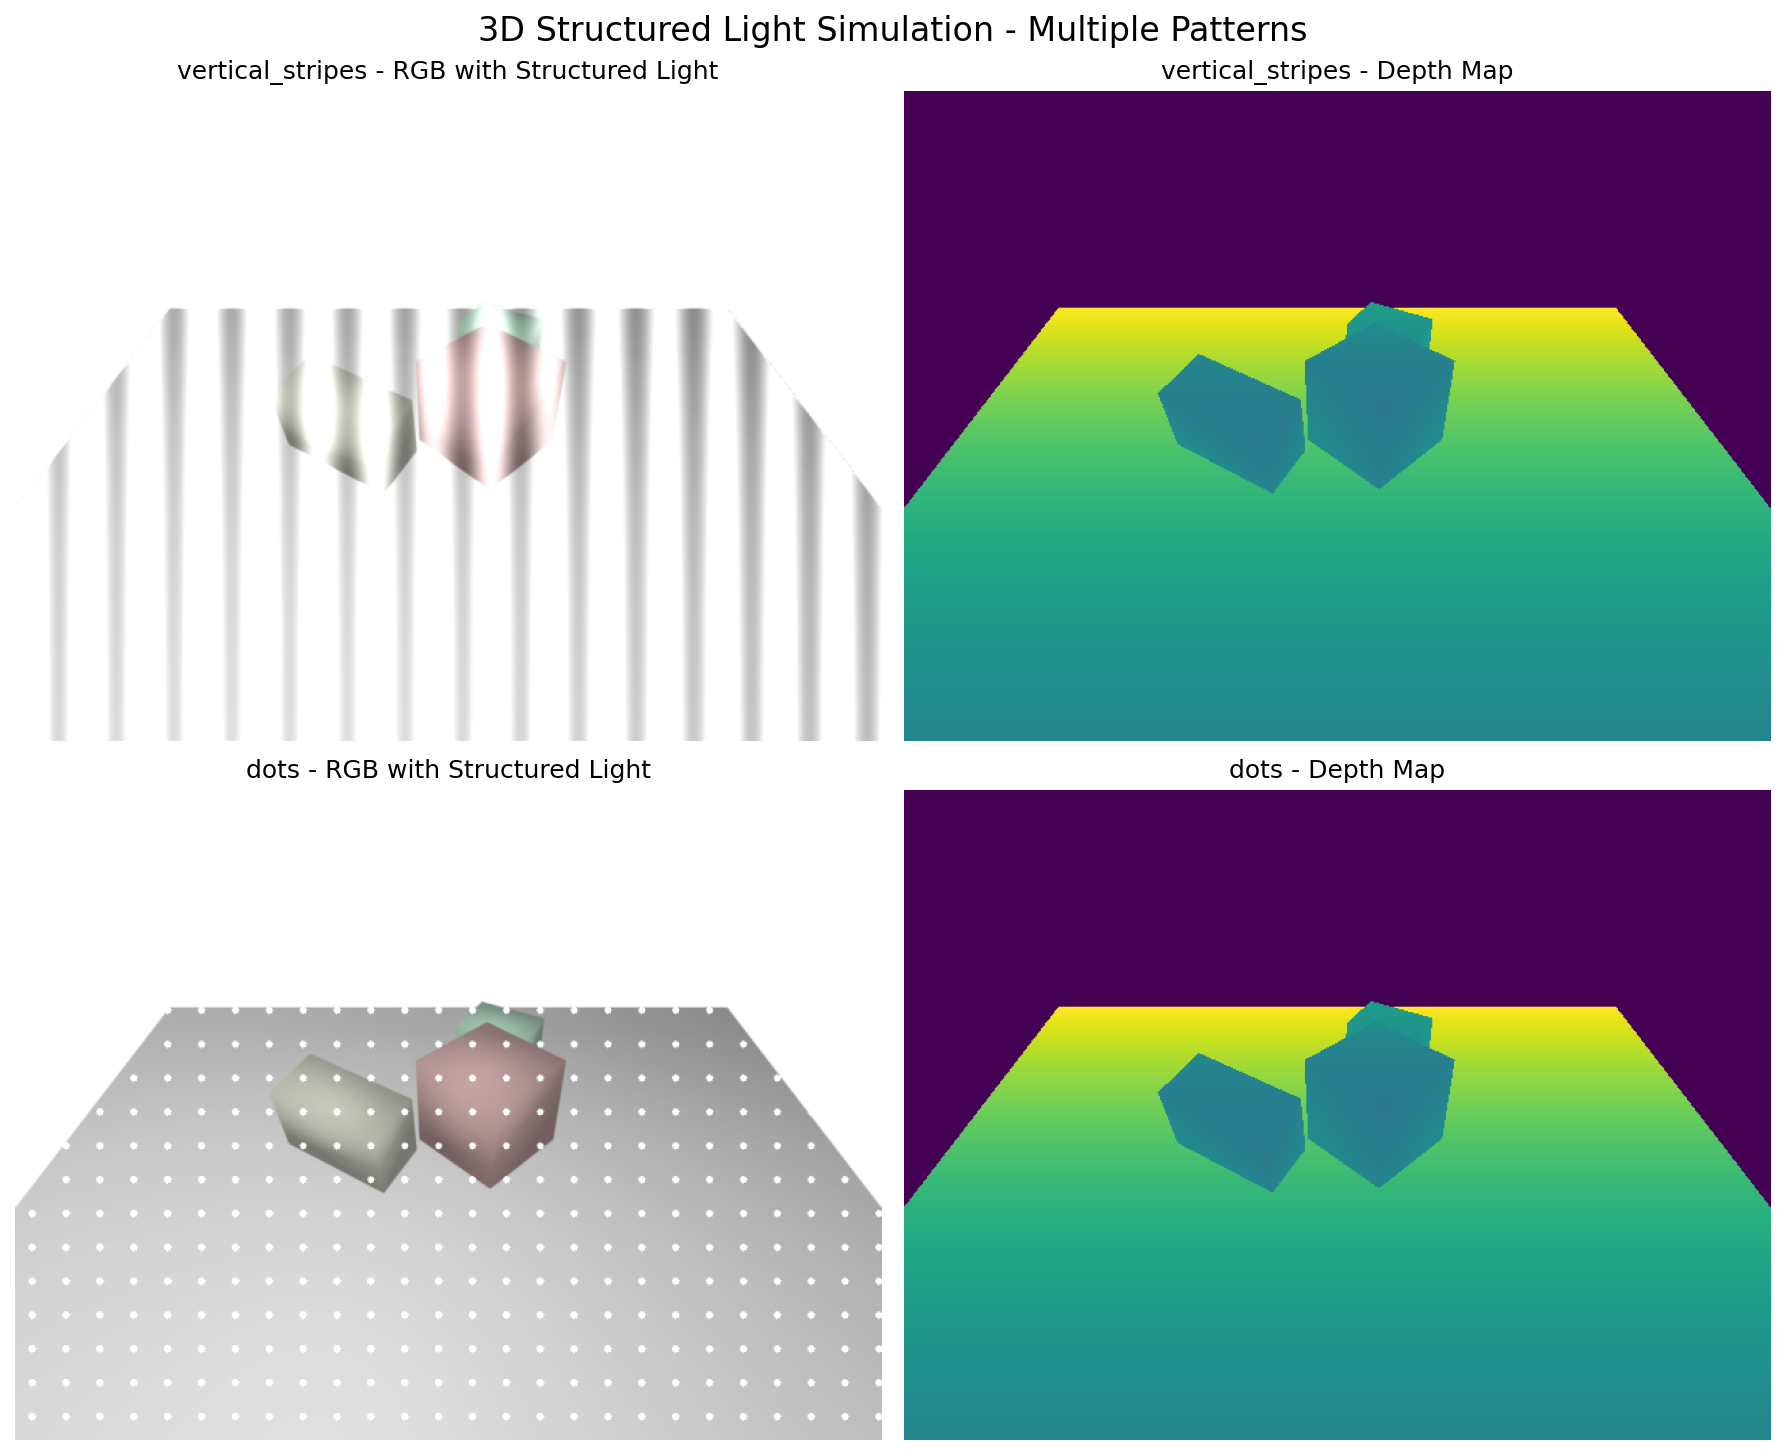 3D Structured Light Simulation - Multiple Patterns
vertical_stripes - RGB with Structured Light
vertical_stripes - Depth Map
dots - RGB with Structured Light
dots - Depth Map